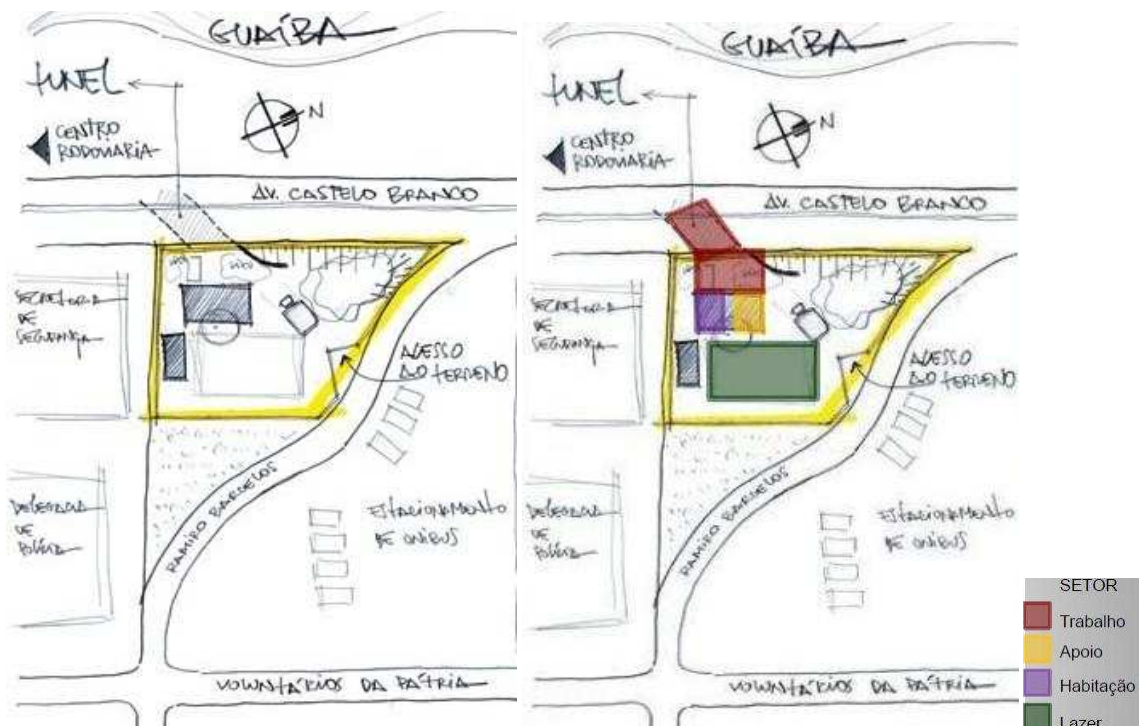 GUAÍBA
TUNEL
N
CENTRO
RODOVIARIA
AV. CASTELO BRANCO
SECRETARIA
DE
SEGURANÇA
ACESSO
AO TERRENO
RAMIRO BARCELOS
DELEGACIA
DE
POLÍCIA
ESTACIONAMENTO
DE ONIBUS
VOLUNTÁRIOS DA PÁTRIA
GUAÍBA
TUNEL
N
CENTRO
RODOVIARIA
AV. CASTELO BRANCO
SECRETARIA
DE
SEGURANÇA
ACESSO
AO TERRENO
RAMIRO BARCELOS
DELEGACIA
DE
POLÍCIA
ESTACIONAMENTO
DE ONIBUS
VOLUNTÁRIOS DA PÁTRIA
SETOR
Trabalho
Apoio
Habitação
Lazer